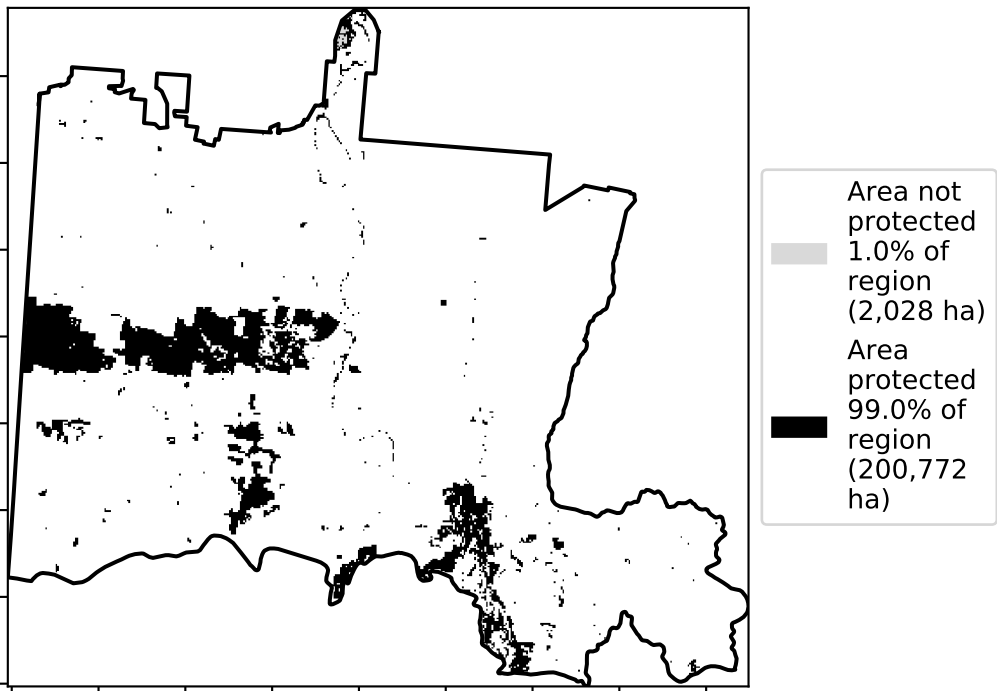 Area not
protected
1.0% of
region
(2,028 ha)
Area
protected
99.0% of
region
(200,772
ha)